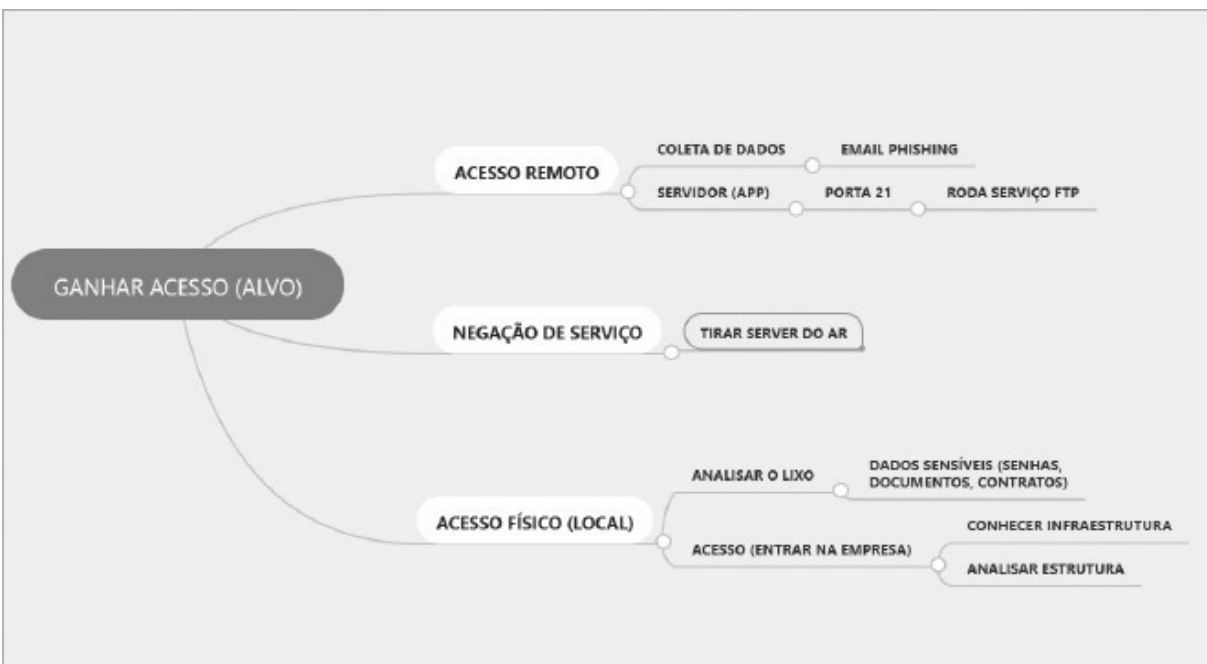 GANHAR ACESSO (ALVO)
ACESSO REMOTO
COLETA DE DADOS
EMAIL PHISHING
SERVIDOR (APP)
PORTA 21
RODA SERVIÇO FTP
NEGAÇÃO DE SERVIÇO
TIRAR SERVER DO AR
ACESSO FÍSICO (LOCAL)
ANALISAR O LIXO
DADOS SENSÍVEIS (SENHAS,
DOCUMENTOS, CONTRATOS)
ACESSO (ENTRAR NA EMPRESA)
CONHECER INFRAESTRUTURA
ANALISAR ESTRUTURA